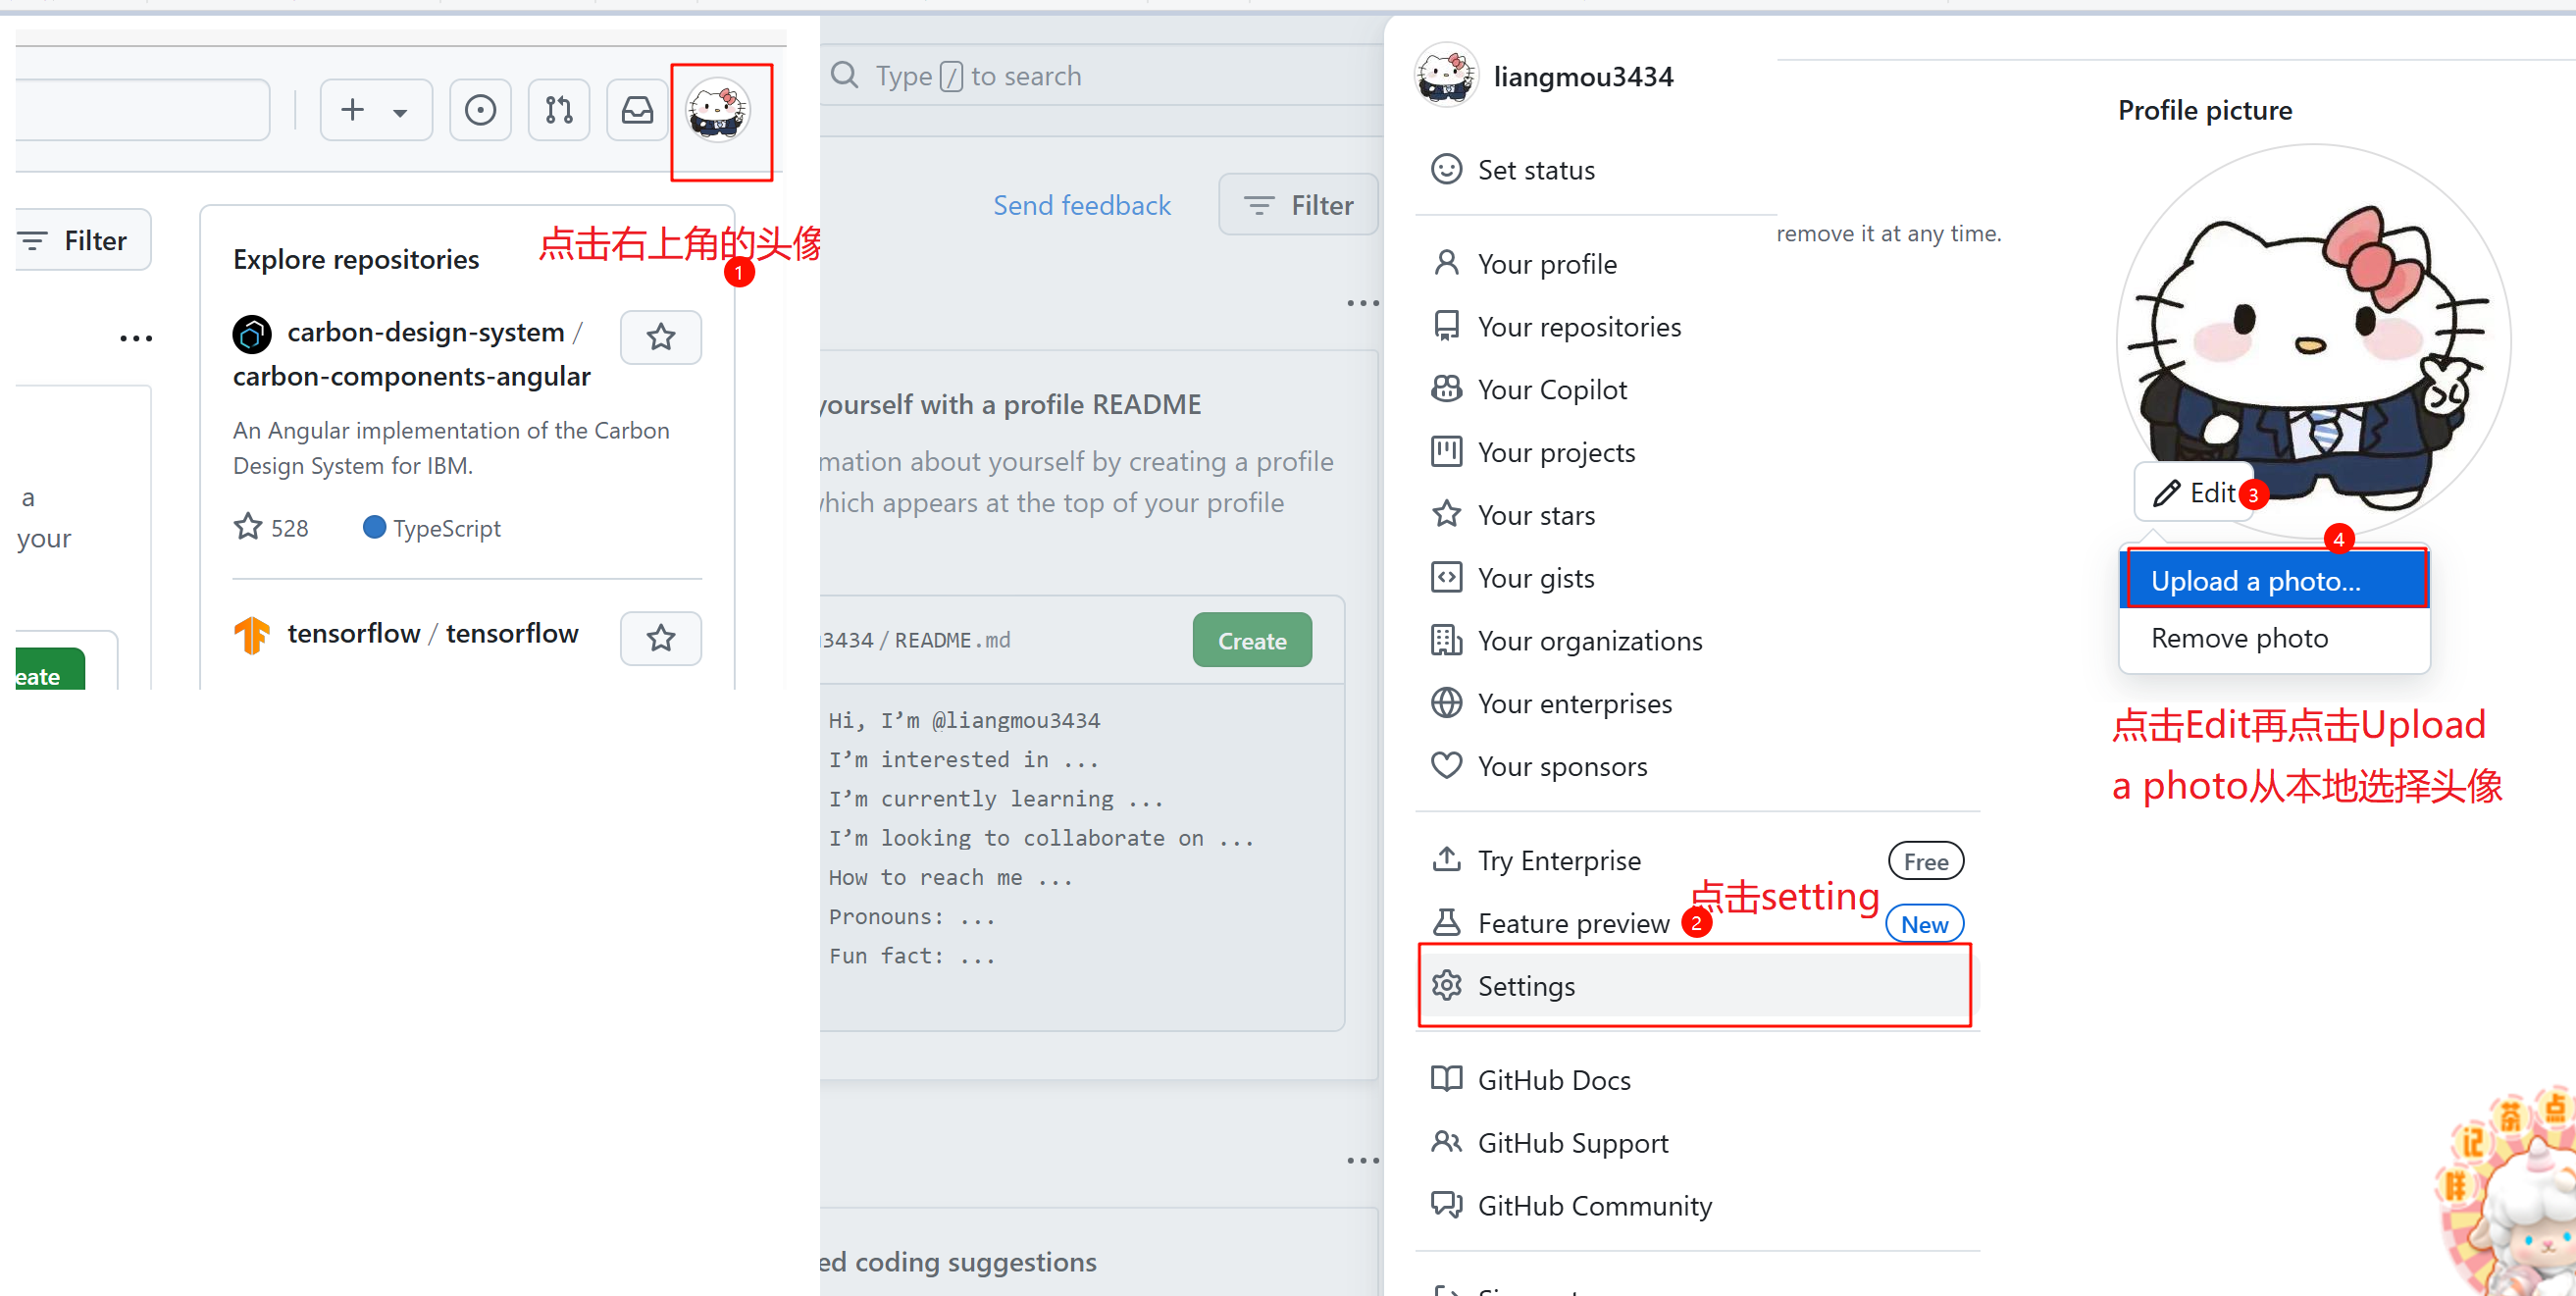 Filter
a
your
eate
Explore repositories
点击右上角的头像
1
carbon-design-system /
carbon-components-angular
An Angular implementation of the Carbon
Design System for IBM.
528
TypeScript
tensorflow / tensorflow
Type / to search
Send feedback
Filter
yourself with a profile README
mation about yourself by creating a profile
which appears at the top of your profile
3434 / README.md
Create
Hi, I’m @liangmou3434
I’m interested in ...
I’m currently learning ...
I’m looking to collaborate on ...
How to reach me ...
Pronouns: ...
Fun fact: ...
ed coding suggestions
liangmou3434
Set status
Your profile
Your repositories
Your Copilot
Your projects
Your stars
Your gists
Your organizations
Your enterprises
Your sponsors
Try Enterprise
Free
点击setting
Feature preview
2
New
Settings
GitHub Docs
GitHub Support
GitHub Community
remove it at any time.
Profile picture
Edit
3
4
Upload a photo...
Remove photo
点击Edit再点击Upload
a photo从本地选择头像
咩记茶点